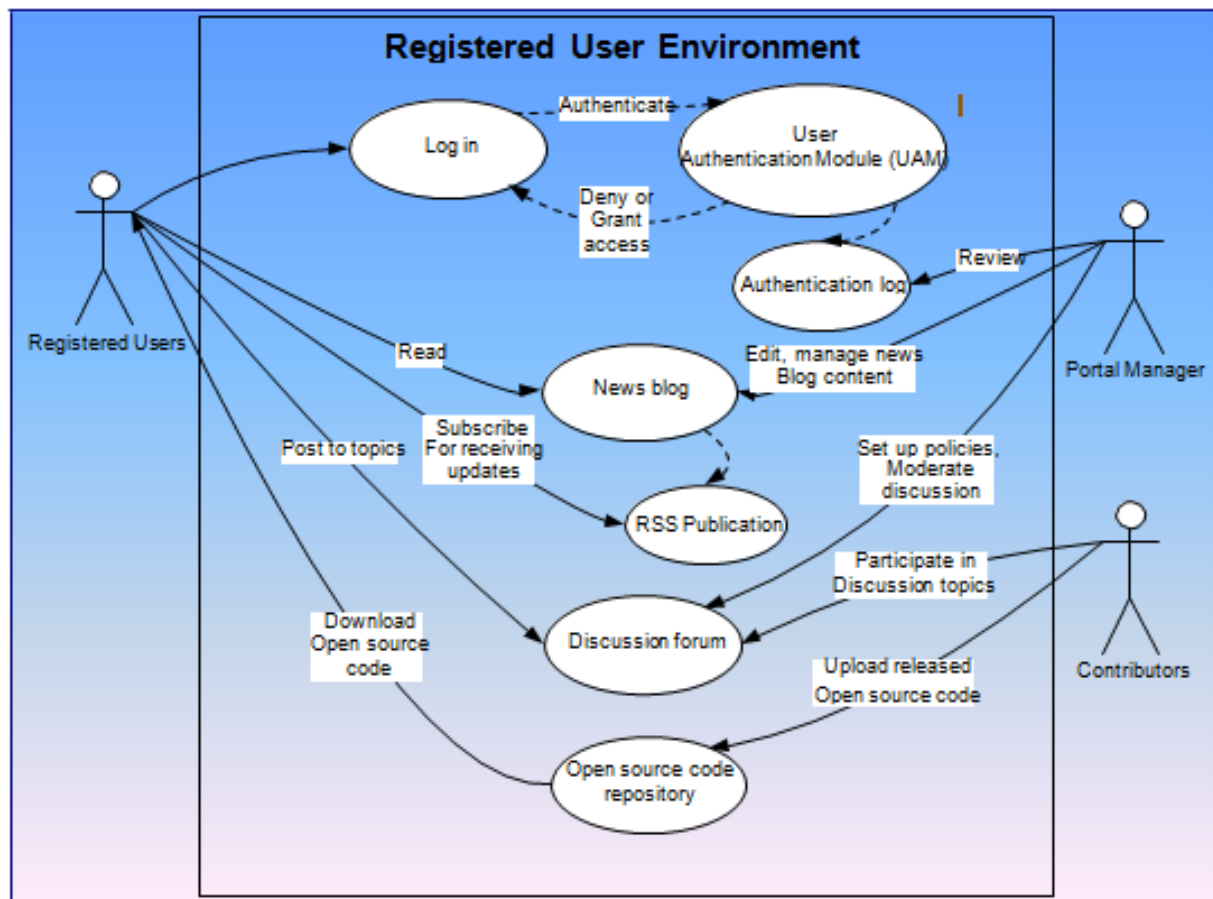 Registered User Environment
Authenticate
Log in
User
Authentication Module (UAM)
Deny or
Grant
access
Authentication log
Review
Registered Users
Portal Manager
Read
Edit, manage news
Blog content
News blog
Subscribe
For receiving
updates
Post to topics
Set up policies,
Moderate
discussion
RSS Publication
Participate in
Discussion topics
Download
Open source
code
Discussion forum
Upload released
Open source code
Contributors
Open source code
repository